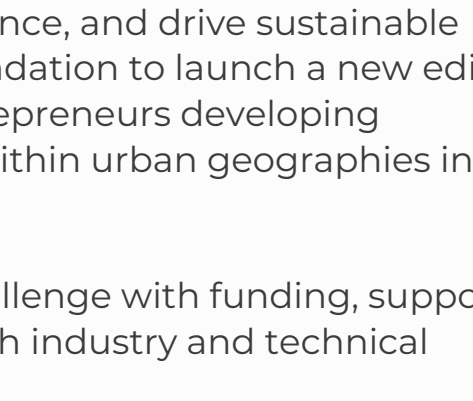 nce, and drive sustainable
dation to launch a new edi
epreneurs developing
ithin urban geographies in
llenge with funding, suppo
h industry and technical